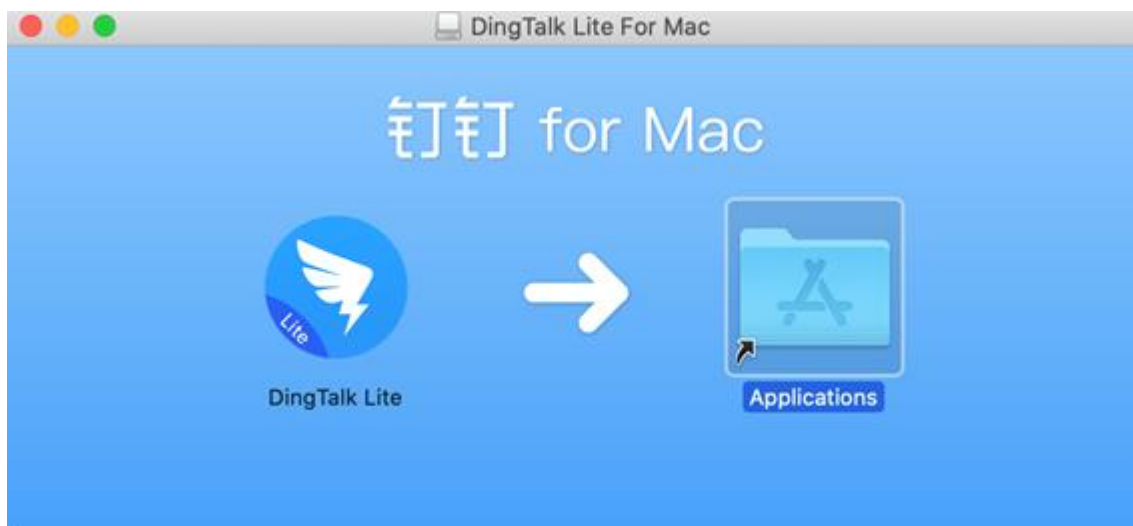 DingTalk Lite For Mac
钉钉 for Mac
Lite
DingTalk Lite
Applications